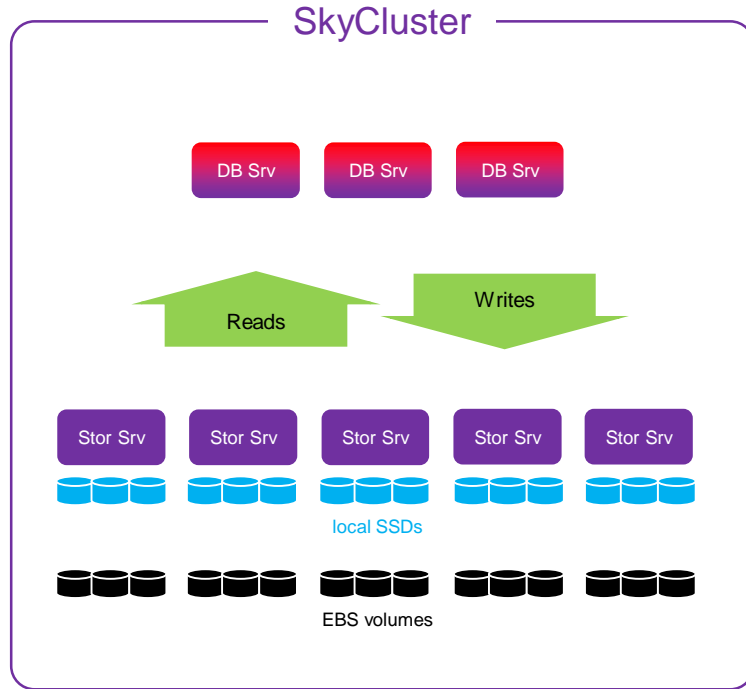 SkyCluster
DB Srv
DB Srv
DB Srv
Reads
Writes
Stor Srv
Stor Srv
Stor Srv
Stor Srv
Stor Srv
local SSDs
EBS volumes